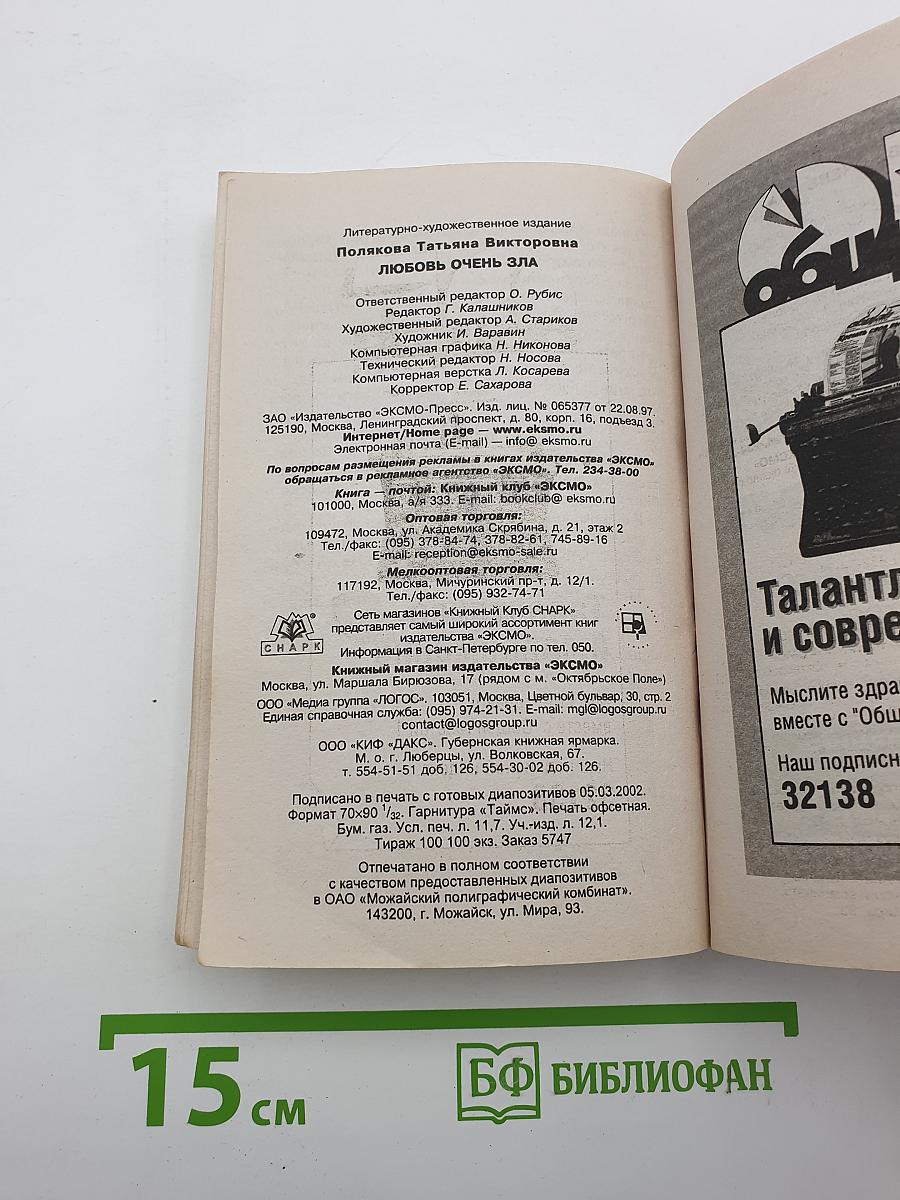 Литературно-художественное издание
Полякова Татьяна Викторовна
ЛЮБОВЬ ОЧЕНЬ ЗЛА
Ответственный редактор О. Рубис
Редактор Г. Калашников
Художественный редактор А. Стариков
Художник И. Варавин
Компьютерная графика Н. Никонова
Технический редактор Н. Носова
Компьютерная верстка Л. Косарева
Корректор Е. Сахарова
ЗАО «Издательство «ЭКСМО-Пресс». Изд. лиц. № 065377 от 22.08.97.
125190, Москва, Ленинградский проспект, д. 80, корп. 16, подъезд 3.
Интернет/Home page — www.eksmo.ru
Электронная почта (E-mail) — info@ eksmo.ru
По вопросам размещения рекламы в книгах издательства «ЭКСМО»
обращаться в рекламное агентство «ЭКСМО». Тел. 234-38-00
Книга — почтой: Книжный клуб «ЭКСМО»
101000, Москва, а/я 333. E-mail: bookclub@ eksmo.ru
Оптовая торговля:
109472, Москва, ул. Академика Скрябина, д. 21, этаж 2
Тел./факс: (095) 378-84-74, 378-82-61, 745-89-16
E-mail: reception@eksmo-sale.ru
Мелкооптовая торговля:
117192, Москва, Мичуринский пр-т, д. 12/1.
Тел./факс: (095) 932-74-71
СНАРК
Сеть магазинов «Книжный Клуб СНАРК»
представляет самый широкий ассортимент книг
издательства «ЭКСМО».
Информация в Санкт-Петербурге по тел. 050.
Книжный магазин издательства «ЭКСМО»
Москва, ул. Маршала Бирюзова, 17 (рядом с м. «Октябрьское Поле»)
ООО «Медиа группа «ЛОГОС». 103051, Москва, Цветной бульвар, 30, стр. 2
Единая справочная служба: (095) 974-21-31. E-mail: mgl@logosgroup.ru
contact@logosgroup.ru
ООО «КИФ «ДАКС». Губернская книжная ярмарка.
М. о. г. Люберцы, ул. Волковская, 67.
т. 554-51-51 доб. 126, 554-30-02 доб. 126.
Подписано в печать с готовых диапозитивов 05.03.2002.
Формат 70×90 1/32. Гарнитура «Таймс». Печать офсетная.
Бум. газ. Усл. печ. л. 11,7. Уч.-изд. л. 12,1.
Тираж 100 100 экз. Заказ 5747
Отпечатано в полном соответствии
с качеством предоставленных диапозитивов
в ОАО «Можайский полиграфический комбинат».
143200, г. Можайск, ул. Мира, 93.
Общ
Талантл
и совре
Мыслите здра
вместе с "Общ
Наш подписн
32138
15 см
БФ БИБЛИОФАН